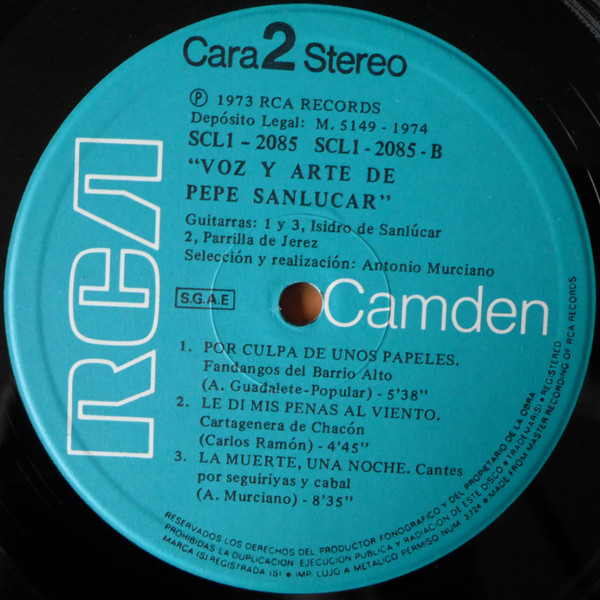 Cara 2 Stereo
Ⓟ 1973 RCA RECORDS
Depósito Legal: M. 5149 - 1974
SCL1 - 2085 SCL1 - 2085 - B
"VOZ Y ARTE DE
PEPE SANLUCAR"
Guitarras: 1 y 3, Isidro de Sanlúcar
2, Parrilla de Jerez
Selección y realización: Antonio Murciano
RCA
S.G.A.E
Camden
1. POR CULPA DE UNOS PAPELES.
Fandangos del Barrio Alto
(A. Guadalete-Popular) - 5'38"
2. LE DI MIS PENAS AL VIENTO.
Cartagenera de Chacón
(Carlos Ramón) - 4'45"
3. LA MUERTE, UNA NOCHE. Cantes
por seguiriyas y cabal
(A. Murciano) - 8'35"
RESERVADOS LOS DERECHOS DEL PRODUCTOR FONOGRAFICO Y DEL PROPIETARIO DE LA OBRA
PROHIBIDAS LA DUPLICACION EJECUCION PUBLICA Y RADIACION DE ESTE DISCO • TRADEMARK(S) • REGISTERED
MARCA (S) REGISTRADA (S) • IMP. LUJO A METALICO PERMISO NUM 3.724 • MADE FROM MASTER RECORDING OF RCA RECORDS